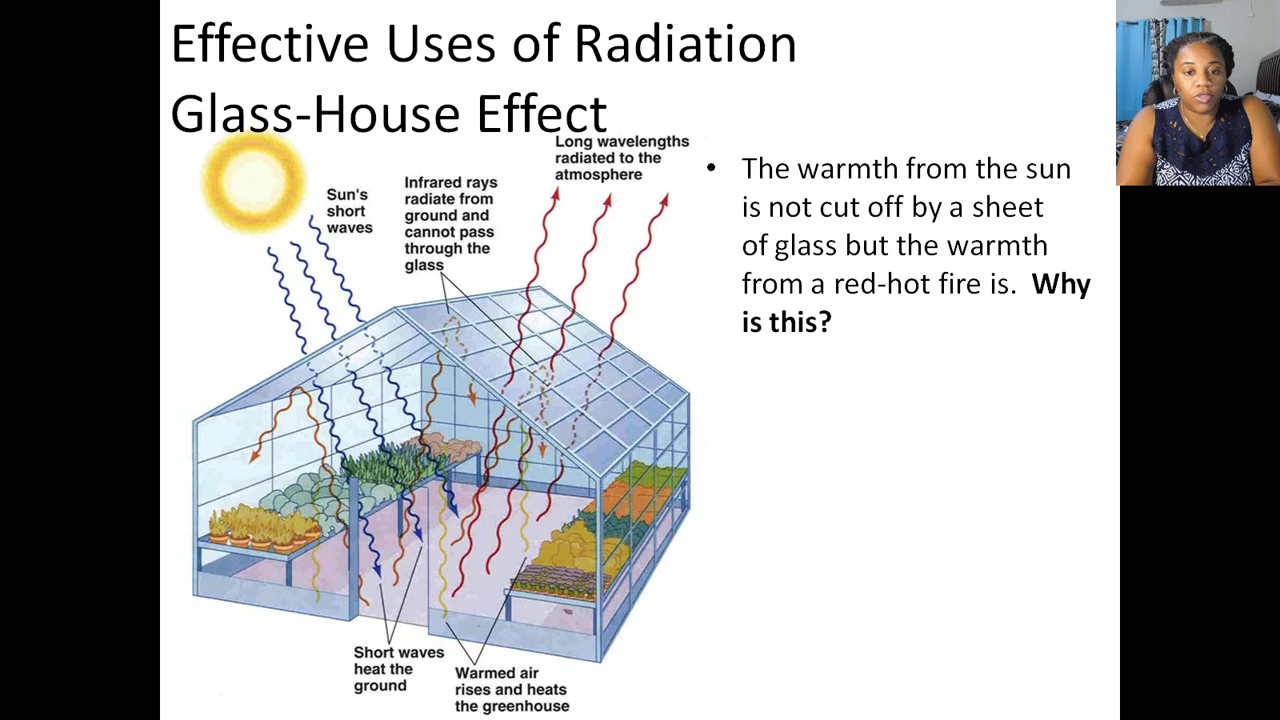 Effective Uses of Radiation
Glass-House Effect
Sun's
short
waves
Infrared rays
radiate from
ground and
cannot pass
through the
glass
Long wavelengths
radiated to the
atmosphere
• The warmth from the sun
is not cut off by a sheet
of glass but the warmth
from a red-hot fire is. Why
is this?
Short waves
heat the
ground
Warmed air
rises and heats
the greenhouse